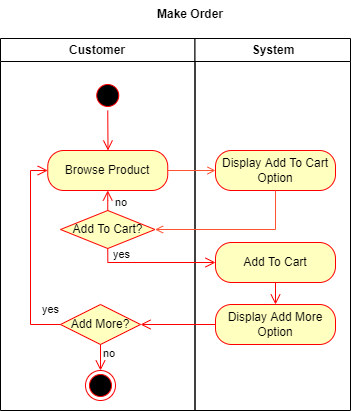 Make Order
Customer
System
Browse Product
Display Add To Cart
Option
no
Add To Cart?
yes
Add To Cart
yes
Add More?
Display Add More
Option
no